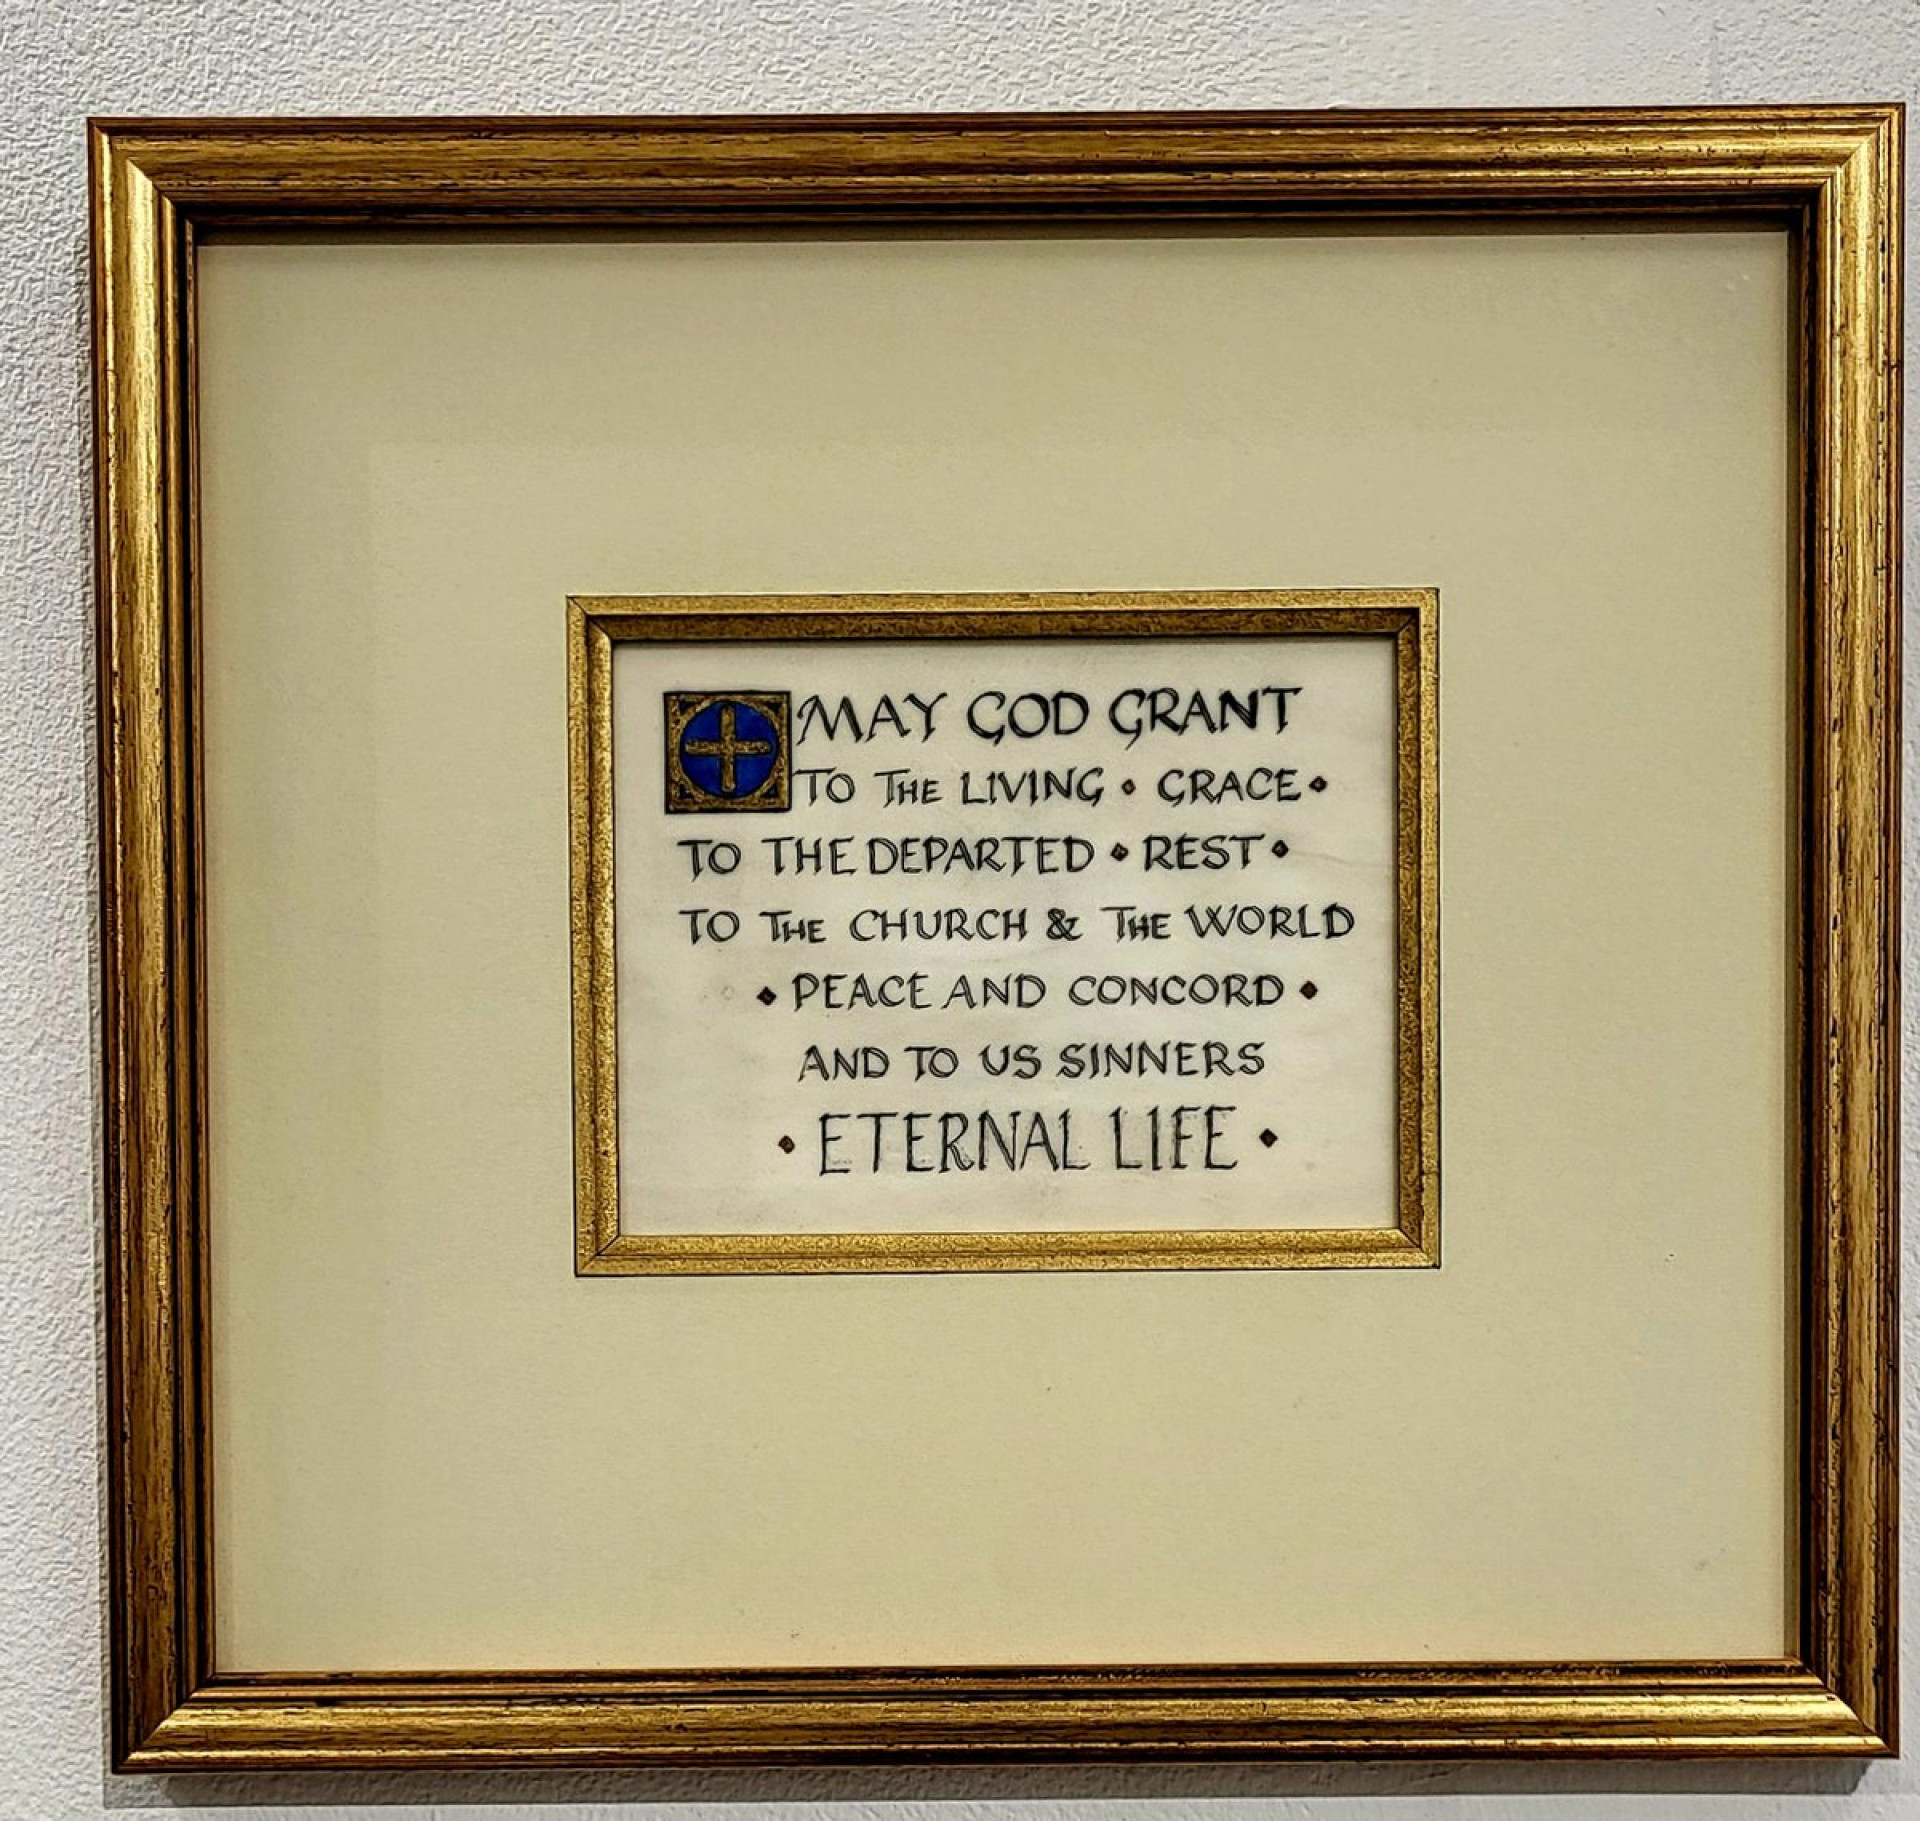 MAY GOD GRANT
TO THE LIVING • GRACE •
TO THE DEPARTED • REST •
TO THE CHURCH & THE WORLD
• PEACE AND CONCORD •
AND TO US SINNERS
• ETERNAL LIFE •